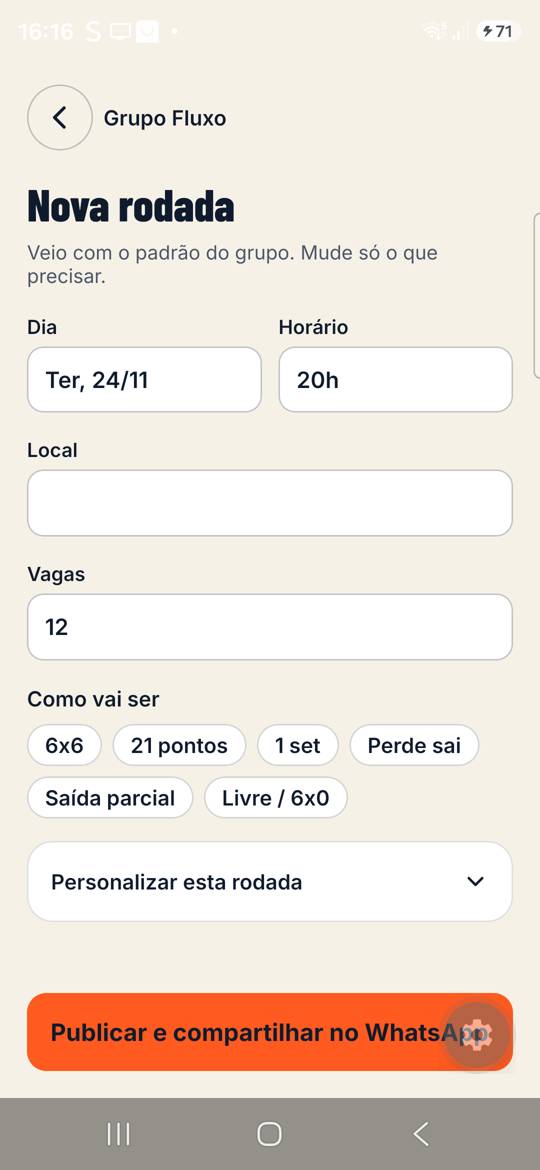 16:16 S
71
Grupo Fluxo
Nova rodada
Veio com o padrão do grupo. Mude só o que
precisar.
Dia
Horário
Ter, 24/11
20h
Local
Vagas
12
Como vai ser
6x6
21 pontos
1 set
Perde sai
Saída parcial
Livre / 6x0
Personalizar esta rodada
Publicar e compartilhar no WhatsApp